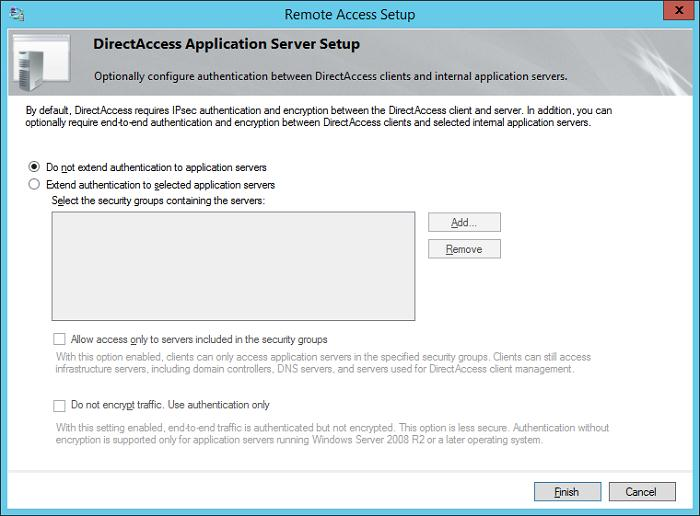 Remote Access Setup
x
DirectAccess Application Server Setup
Optionally configure authentication between DirectAccess clients and internal application servers.
By default, DirectAccess requires IPsec authentication and encryption between the DirectAccess client and server. In addition, you can
optionally require end-to-end authentication and encryption between DirectAccess clients and selected internal application servers.
Do not extend authentication to application servers
Extend authentication to selected application servers
Select the security groups containing the servers:
Add...
Remove
Allow access only to servers included in the security groups
With this option enabled, clients can only access application servers in the specified security groups. Clients can still access
infrastructure servers, including domain controllers, DNS servers, and servers used for DirectAccess client management.
Do not encrypt traffic. Use authentication only
With this setting enabled, end-to-end traffic is authenticated but not encrypted. This option is less secure. Authentication without
encryption is supported only for application servers running Windows Server 2008 R2 or a later operating system.
Finish
Cancel